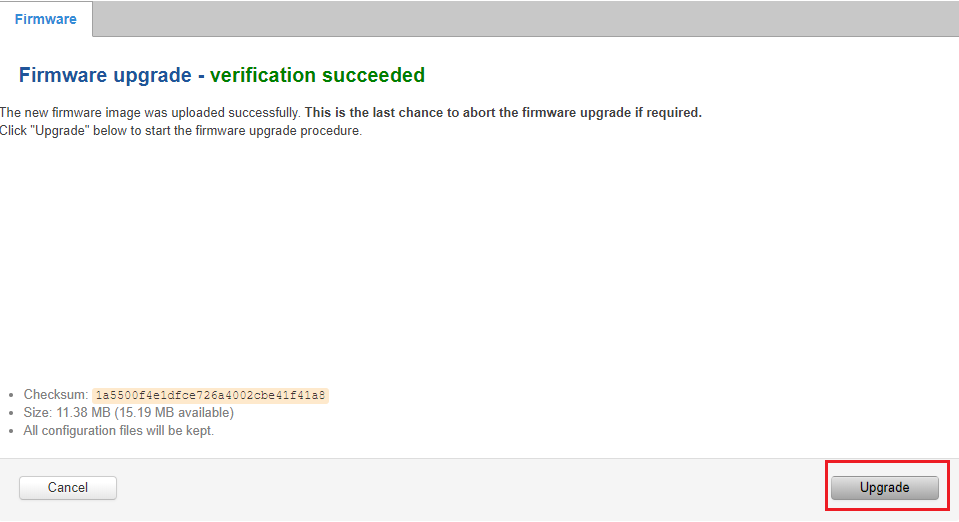 Firmware
Firmware upgrade - verification succeeded
The new firmware image was uploaded successfully. This is the last chance to abort the firmware upgrade if required.
Click "Upgrade" below to start the firmware upgrade procedure.
Checksum: 1a5500f4e1dfce726a4002cbe41f41a8
Size: 11.38 MB (15.19 MB available)
All configuration files will be kept.
Cancel
Upgrade